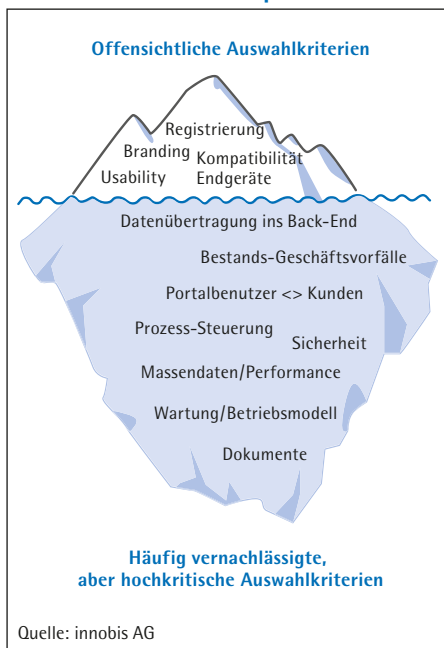 Offensichtliche Auswahlkriterien
Registrierung
Branding
Kompatibilität
Endgeräte
Usability
Datenübertragung ins Back-End
Bestands-Geschäftsvorfälle
Portalbenutzer <> Kunden
Prozess-Steuerung
Sicherheit
Massendaten/Performance
Wartung/Betriebsmodell
Dokumente
Häufig vernachlässigte,
aber hochkritische Auswahlkriterien
Quelle: innobis AG